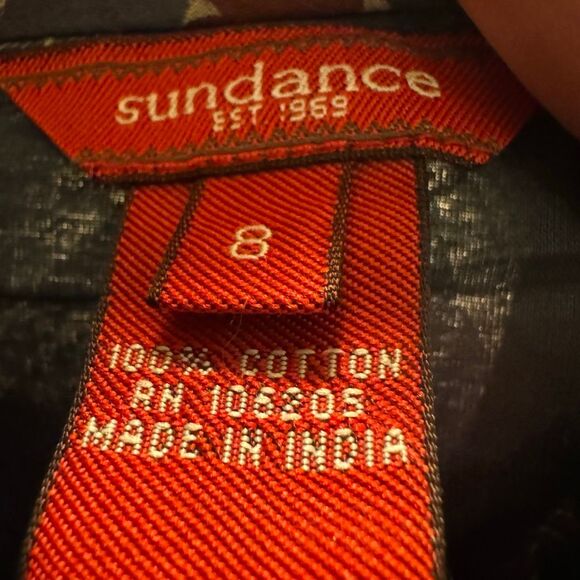 sundance
EST 1969
8
100% COTTON
RN 106205
MADE IN INDIA